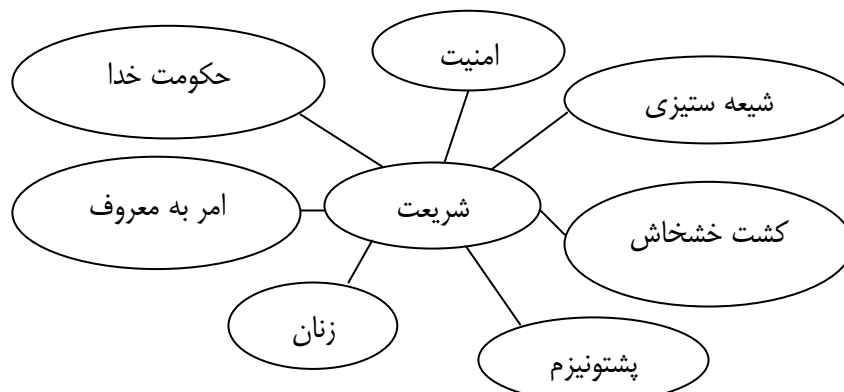 امنیت
حکومت خدا
شیعه ستیزی
امر به معروف
شریعت
کشت خشخاش
زنان
پشتونیزم